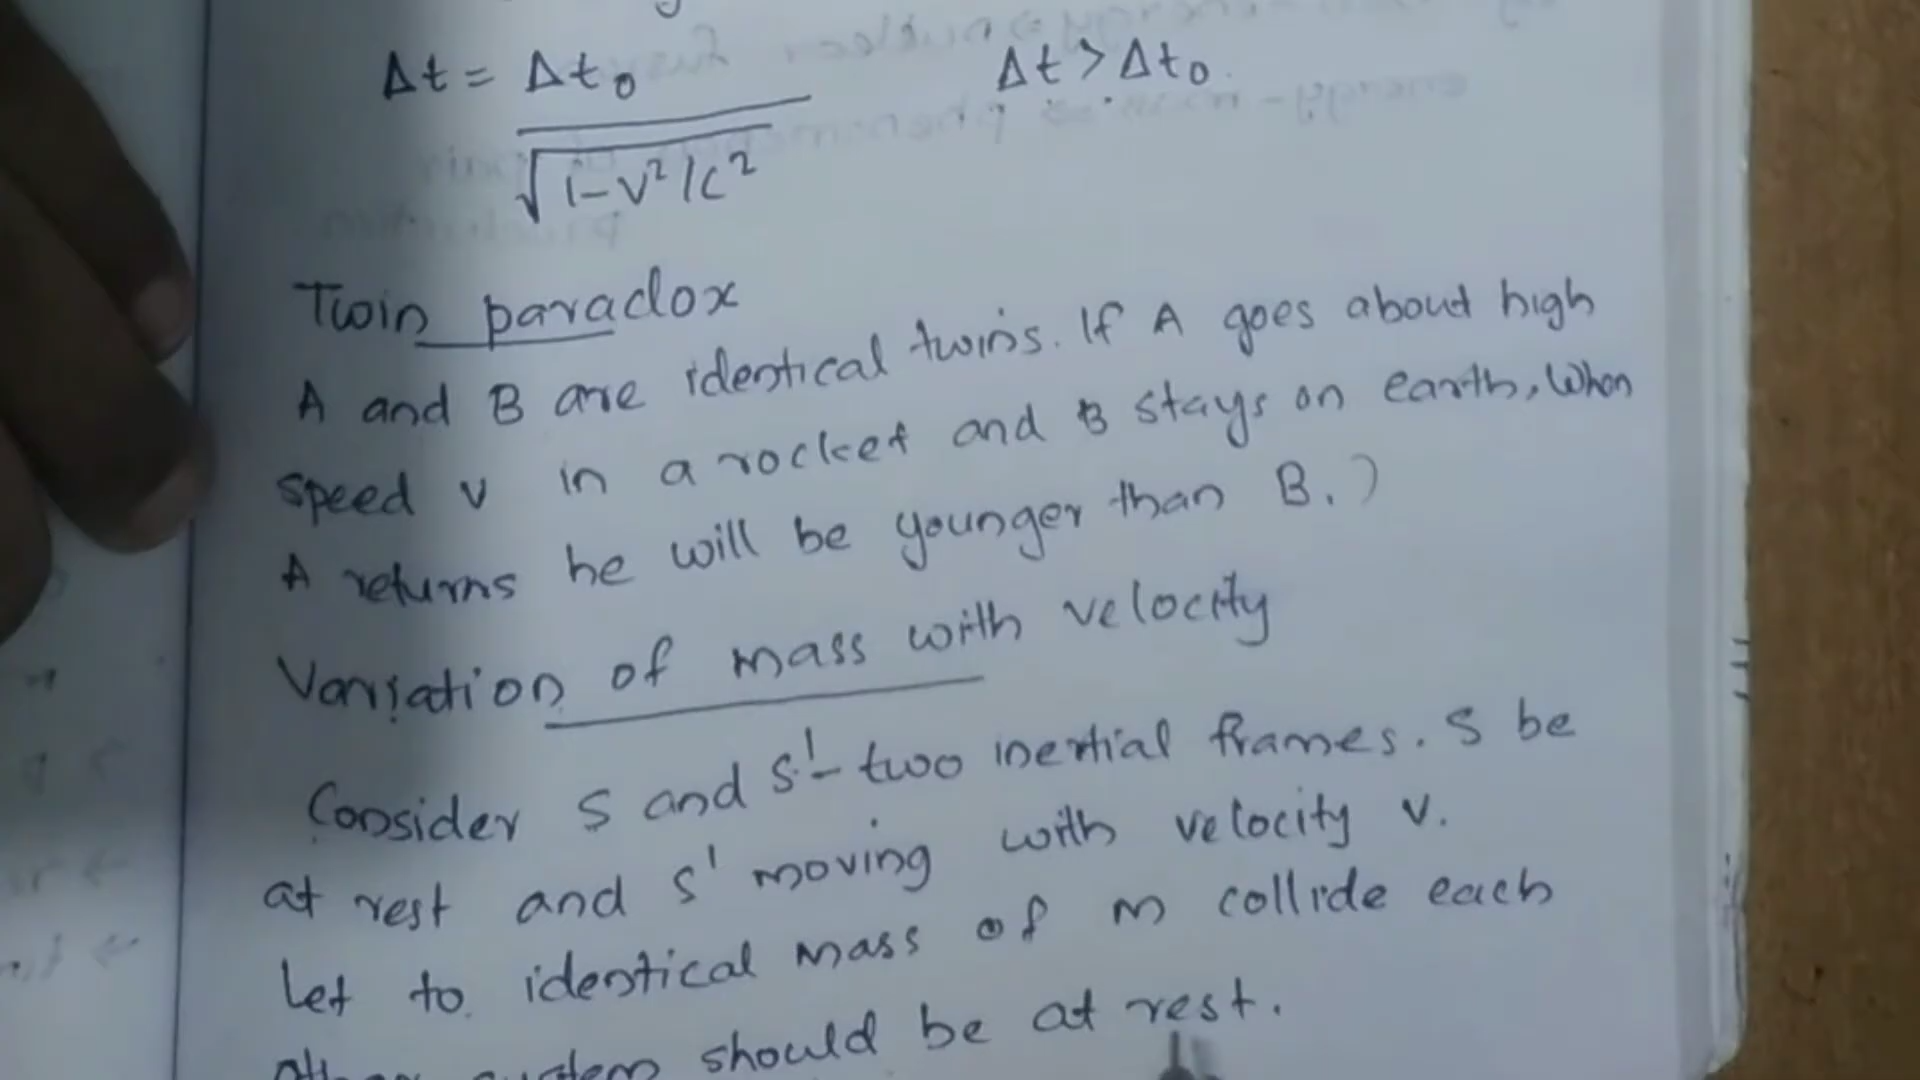 Δt = Δt₀ / √1-v²/c²    Δt > Δt₀
Twin paradox
A and B are identical twins. If A goes about high
speed v in a rocket and B stays on earth, When
A returns he will be younger than B.)
Variation of mass with velocity
Consider S and S' - two inertial frames. S be
at rest and S' moving with velocity v.
Let to identical mass of m collide each
should be at rest.